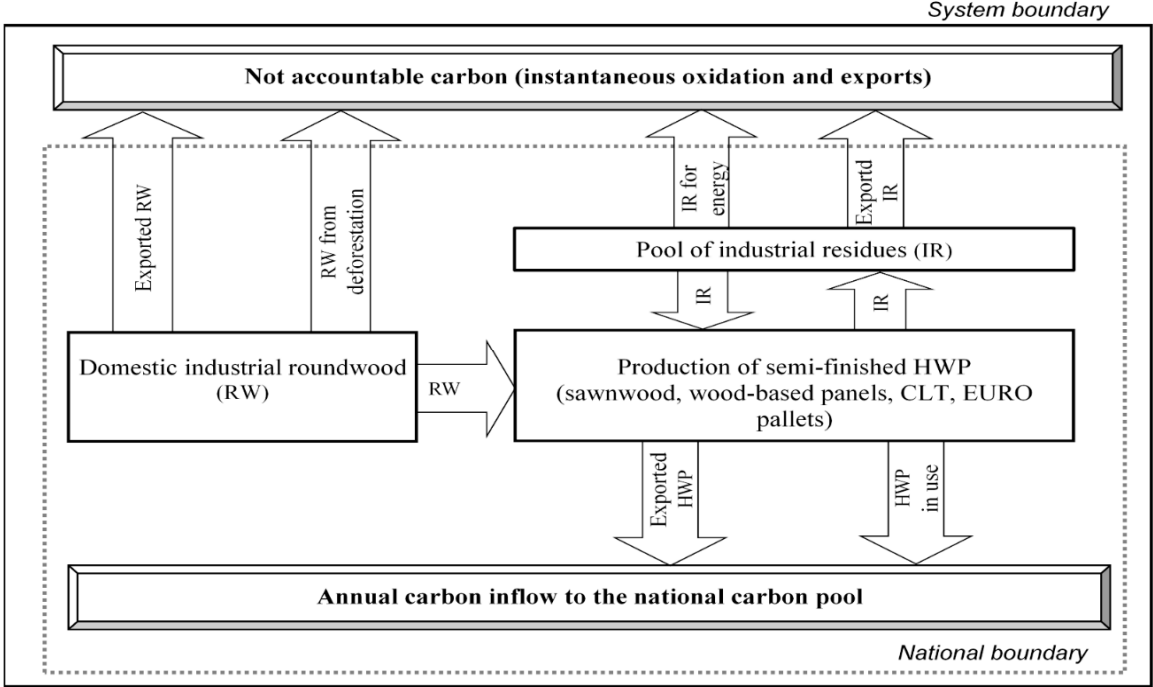 System boundary
Not accountable carbon (instantaneous oxidation and exports)
Exported RW
RW from
deforestation
IR for
energy
Exportd
IR
Pool of industrial residues (IR)
IR
IR
Domestic industrial roundwood
(RW)
RW
Production of semi-finished HWP
(sawnwood, wood-based panels, CLT, EURO
pallets)
Exported
HWP
HWP
in use
Annual carbon inflow to the national carbon pool
National boundary